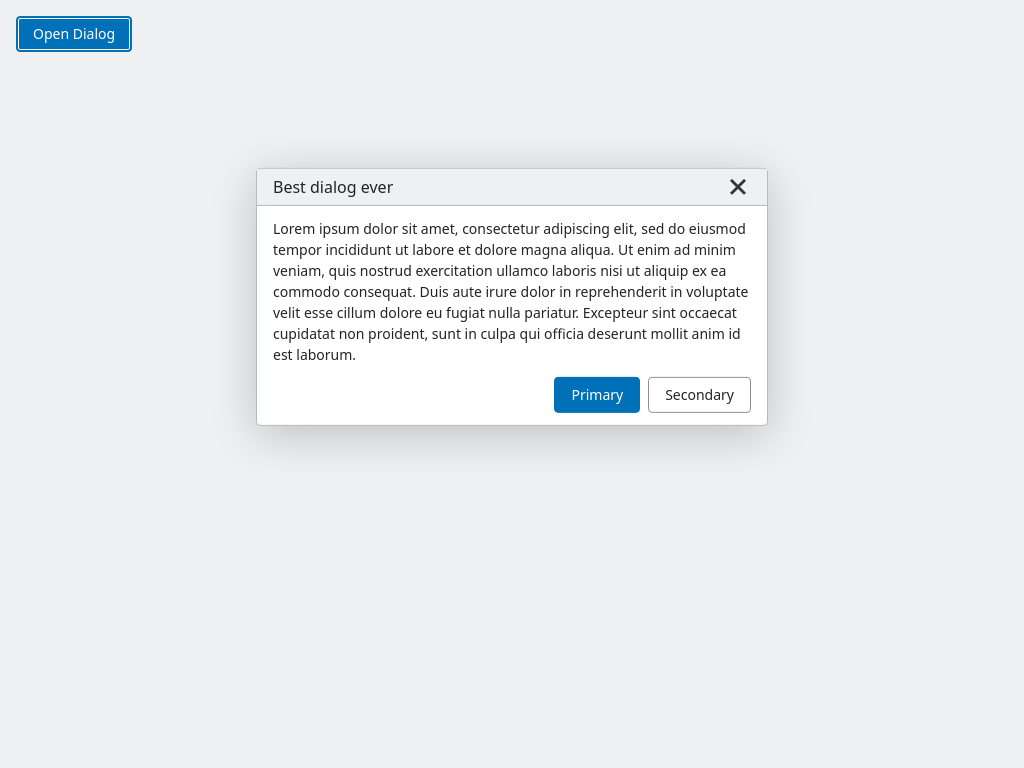 Open Dialog
Best dialog ever
Lorem ipsum dolor sit amet, consectetur adipiscing elit, sed do eiusmod
tempor incididunt ut labore et dolore magna aliqua. Ut enim ad minim
veniam, quis nostrud exercitation ullamco laboris nisi ut aliquip ex ea
commodo consequat. Duis aute irure dolor in reprehenderit in voluptate
velit esse cillum dolore eu fugiat nulla pariatur. Excepteur sint occaecat
cupidatat non proident, sunt in culpa qui officia deserunt mollit anim id
est laborum.
Primary
Secondary